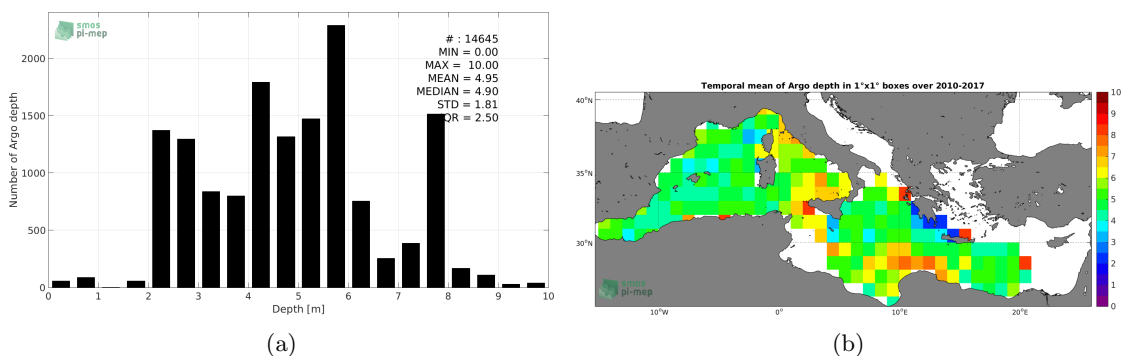 smos
pi-mep
# : 14645
MIN = 0.00
MAX = 10.00
MEAN = 4.95
MEDIAN = 4.90
STD = 1.81
QR = 2.50
Number of Argo depth
2000
1500
1000
500
0
0 1 2 3 4 5 6 7 8 9 10
Depth [m]
(a)
Temporal mean of Argo depth in 1°x1° boxes over 2010-2017
40°N
35°N
30°N
10°W 0°E 10°E 20°E
smos
pi-mep
10
9
8
7
6
5
4
3
2
1
0
(b)